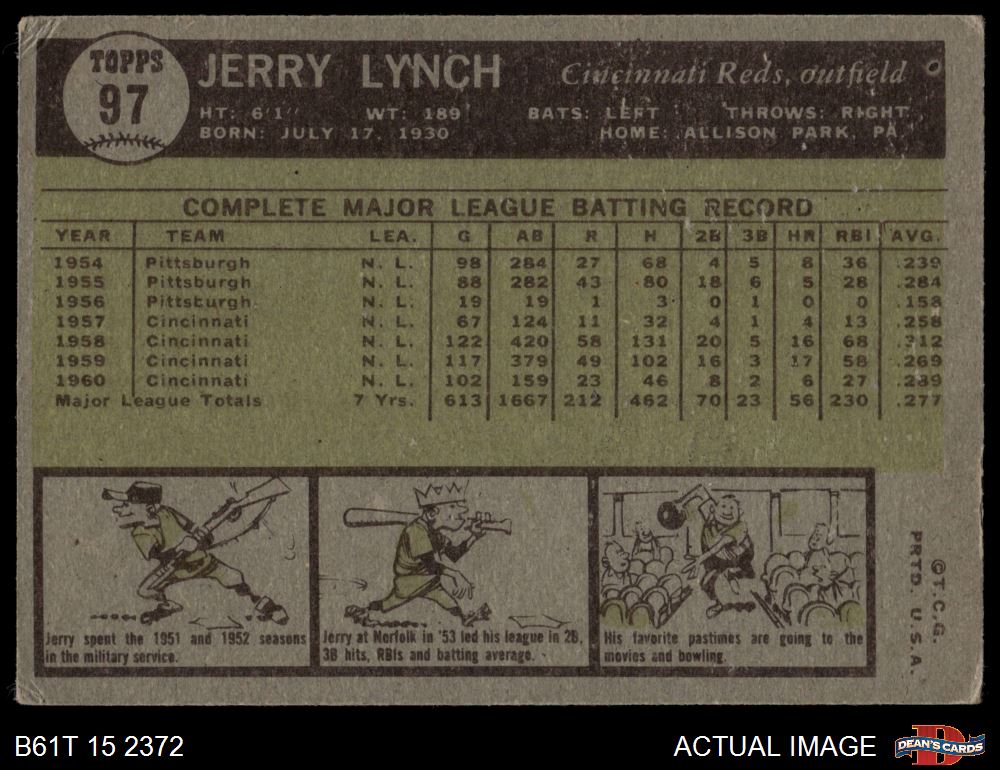 TOPPS
97
JERRY LYNCH
Cincinnati Reds, outfield
HT: 6'1" WT: 189 BATS: LEFT THROWS: RIGHT
BORN: JULY 17, 1930 HOME: ALLISON PARK, PA.
COMPLETE MAJOR LEAGUE BATTING RECORD
YEAR TEAM LEA. G AB R H 2B 3B HR RBI AVG.
1954 Pittsburgh N. L. 98 284 27 68 4 5 8 36 .239
1955 Pittsburgh N. L. 88 282 43 80 18 6 5 28 .284
1956 Pittsburgh N. L. 19 19 1 3 0 1 0 0 .158
1957 Cincinnati N. L. 67 124 11 32 4 1 4 13 .258
1958 Cincinnati N. L. 122 420 58 131 20 5 16 68 .312
1959 Cincinnati N. L. 117 379 49 102 16 3 17 58 .269
1960 Cincinnati N. L. 102 159 23 46 8 2 6 27 .289
Major League Totals 7 Yrs. 613 1667 212 462 70 23 56 230 .277
Jerry spent the 1951 and 1952 seasons
in the military service.
Jerry at Norfolk in '53 led his league in 2B,
3B hits, RBIs and batting average.
His favorite pastimes are going to the
movies and bowling.
©T.C.G.
PRTD. U.S.A.
B61T 15 2372
ACTUAL IMAGE
D
DEAN'S CARDS